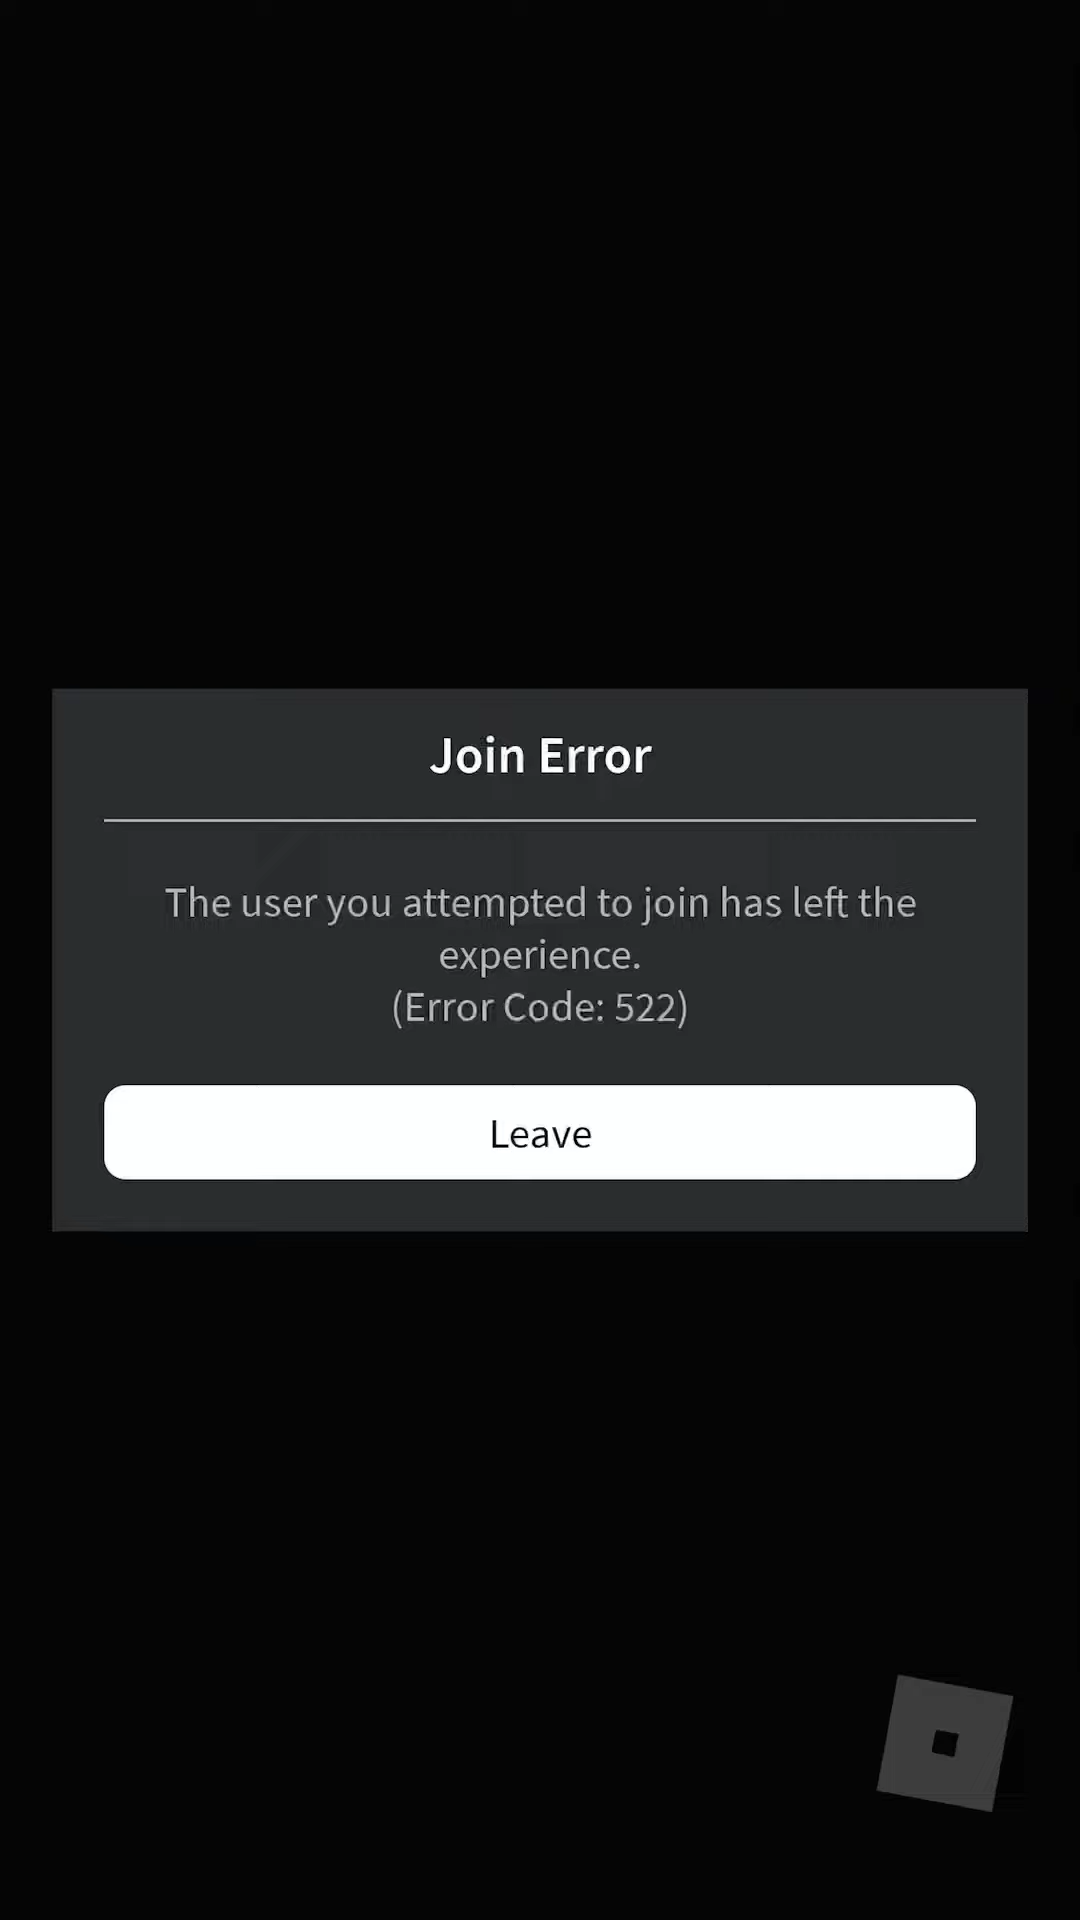 Join Error
The user you attempted to join has left the
experience.
(Error Code: 522)
Leave